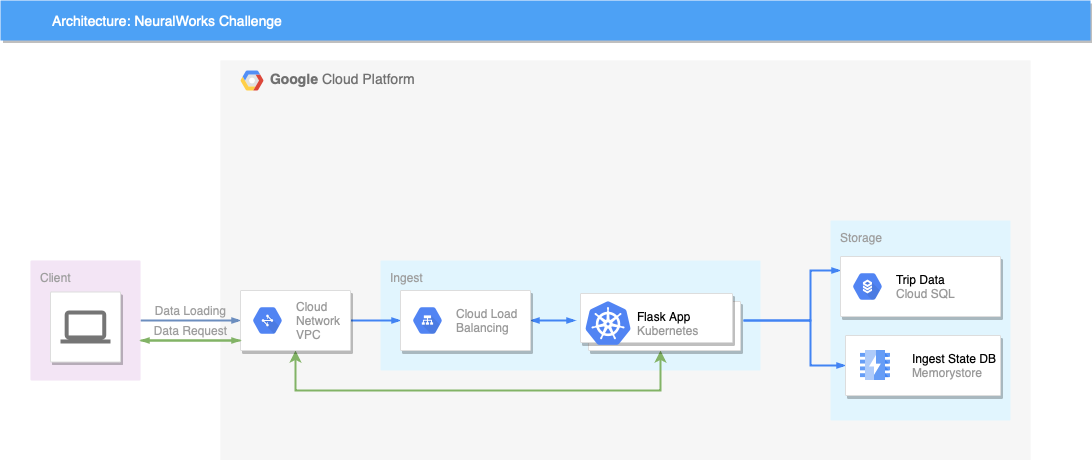 Architecture: NeuralWorks Challenge
Google Cloud Platform
Client
Data Loading
Data Request
Cloud
Network
VPC
Ingest
Cloud Load
Balancing
Flask App
Kubernetes
Storage
Trip Data
Cloud SQL
Ingest State DB
Memorystore